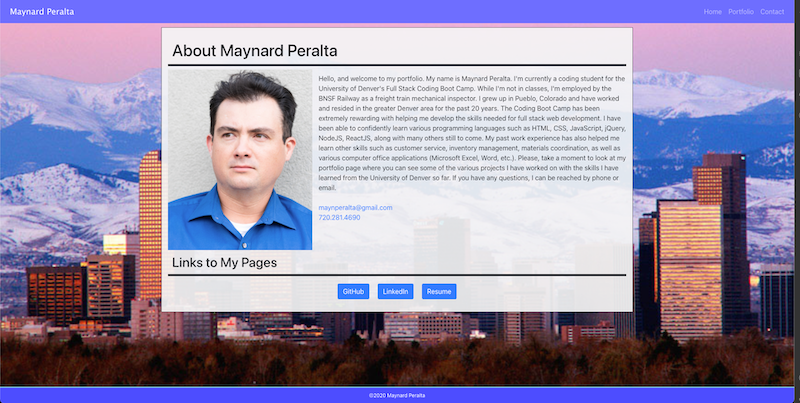 Maynard Peralta
Home Portfolio Contact
About Maynard Peralta
Hello, and welcome to my portfolio. My name is Maynard Peralta. I'm currently a coding student for the
University of Denver's Full Stack Coding Boot Camp. While I'm not in classes, I'm employed by the
BNSF Railway as a freight train mechanical inspector. I grew up in Pueblo, Colorado and have worked
and resided in the greater Denver area for the past 20 years. The Coding Boot Camp has been
extremely rewarding with helping me develop the skills needed for full stack web development. I have
been able to confidently learn various programming languages such as HTML, CSS, JavaScript, jQuery,
NodeJS, ReactJS, along with many others still to come. My past work experience has also helped me
learn other skills such as customer service, inventory management, materials coordination, as well as
various computer office applications (Microsoft Excel, Word, etc.). Please, take a moment to look at my
portfolio page where you can see some of the various projects I have worked on with the skills I have
learned from the University of Denver so far. If you have any questions, I can be reached by phone or
email.
maynperalta@gmail.com
720.281.4690
Links to My Pages
GitHub LinkedIn Resume
©2020 Maynard Peralta